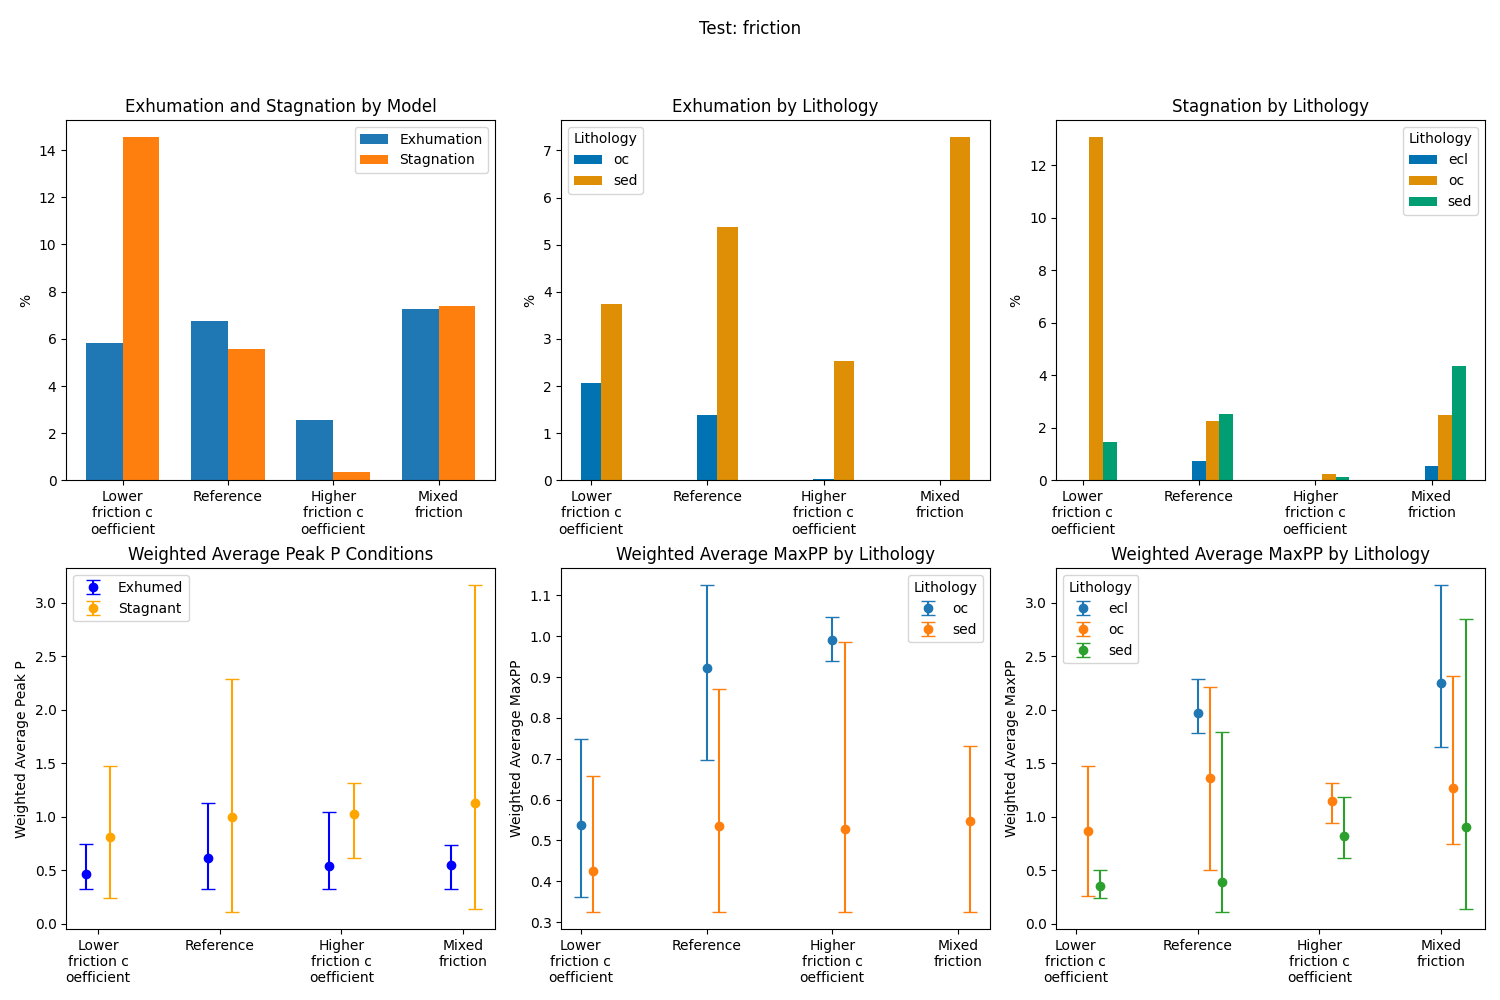 Test: friction
Exhumation and Stagnation by Model
%
14
12
10
8
6
4
2
0
Exhumation
Stagnation
Lower
friction c
oefficient
Reference
Higher
friction c
oefficient
Mixed
friction
Exhumation by Lithology
%
7
6
5
4
3
2
1
0
Lithology
oc
sed
Lower
friction c
oefficient
Reference
Higher
friction c
oefficient
Mixed
friction
Stagnation by Lithology
%
12
10
8
6
4
2
0
Lithology
ecl
oc
sed
Lower
friction c
oefficient
Reference
Higher
friction c
oefficient
Mixed
friction
Weighted Average Peak P Conditions
Weighted Average Peak P
3.0
2.5
2.0
1.5
1.0
0.5
0.0
Exhumed
Stagnant
Lower
friction c
oefficient
Reference
Higher
friction c
oefficient
Mixed
friction
Weighted Average MaxPP by Lithology
Weighted Average MaxPP
1.1
1.0
0.9
0.8
0.7
0.6
0.5
0.4
0.3
Lithology
oc
sed
Lower
friction c
oefficient
Reference
Higher
friction c
oefficient
Mixed
friction
Weighted Average MaxPP by Lithology
Weighted Average MaxPP
3.0
2.5
2.0
1.5
1.0
0.5
0.0
Lithology
ecl
oc
sed
Lower
friction c
oefficient
Reference
Higher
friction c
oefficient
Mixed
friction